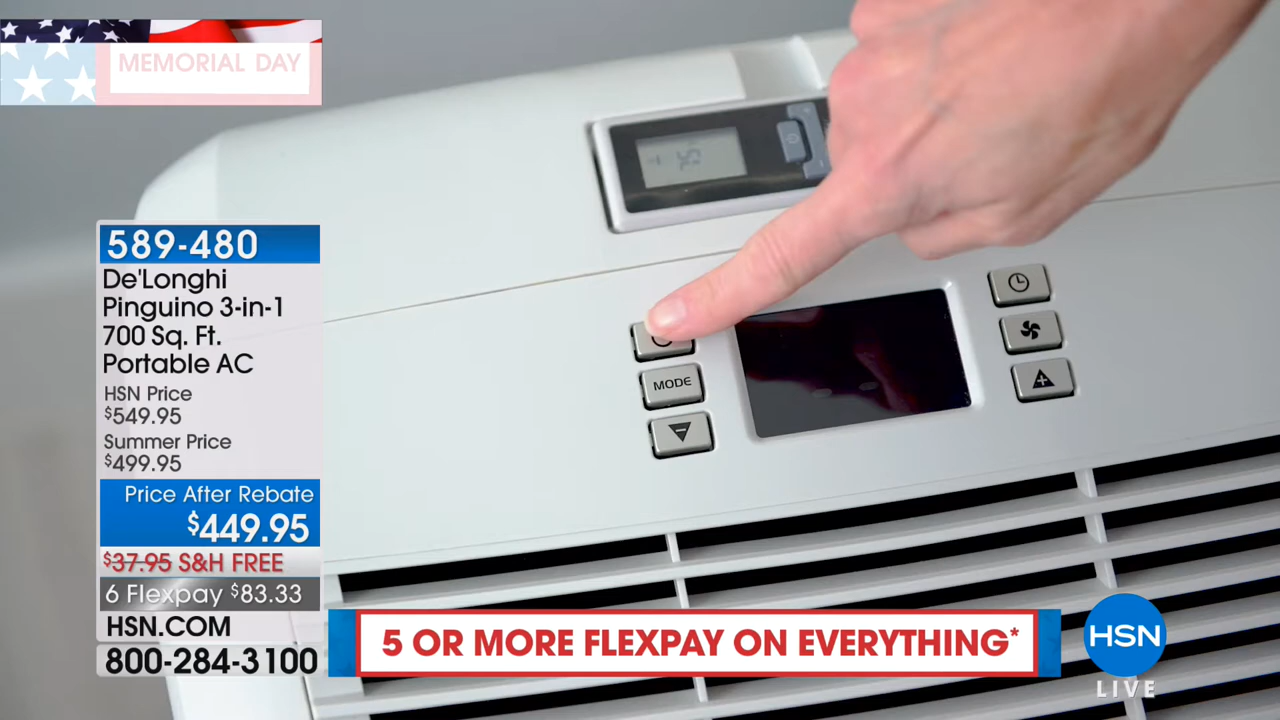 MEMORIAL DAY
589-480
De'Longhi
Pinguino 3-in-1
700 Sq. Ft.
Portable AC
HSN Price
$549.95
Summer Price
$499.95
Price After Rebate
$449.95
$37.95 S&H FREE
6 Flexpay $83.33
HSN.COM
800-284-3100
MODE
5 OR MORE FLEXPAY ON EVERYTHING*
HSN
LIVE